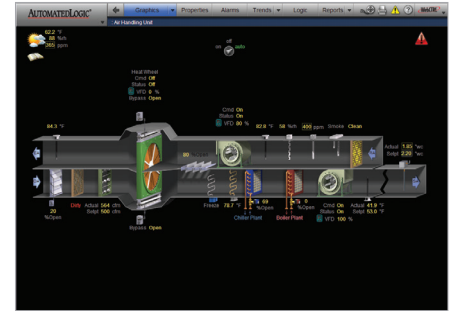 AUTOMATEDLOGIC®
Graphics
Properties
Alarms
Trends
Logic
Reports
Air Handling Unit
62.2 °F
88 %rh
365 ppm
off
on auto
Heat Wheel
Cmd Off
Status Off
VFD 0 %
Bypass Open
Cmd On
Status On
VFD 80 %
84.3 °F
82.8 °F 58 %rh 400 ppm Smoke Clean
Actual 1.85 "wc
Setpt 2.20 "wc
80
20
%Open
Dirty
Actual 564 cfm
Setpt 500 cfm
Freeze 78.7 °F
69
%Open
Chiller Plant
0
%Open
Boiler Plant
Cmd On
Status On
VFD 100 %
Actual 41.9 °F
Setpt 53.0 °F
Bypass Open